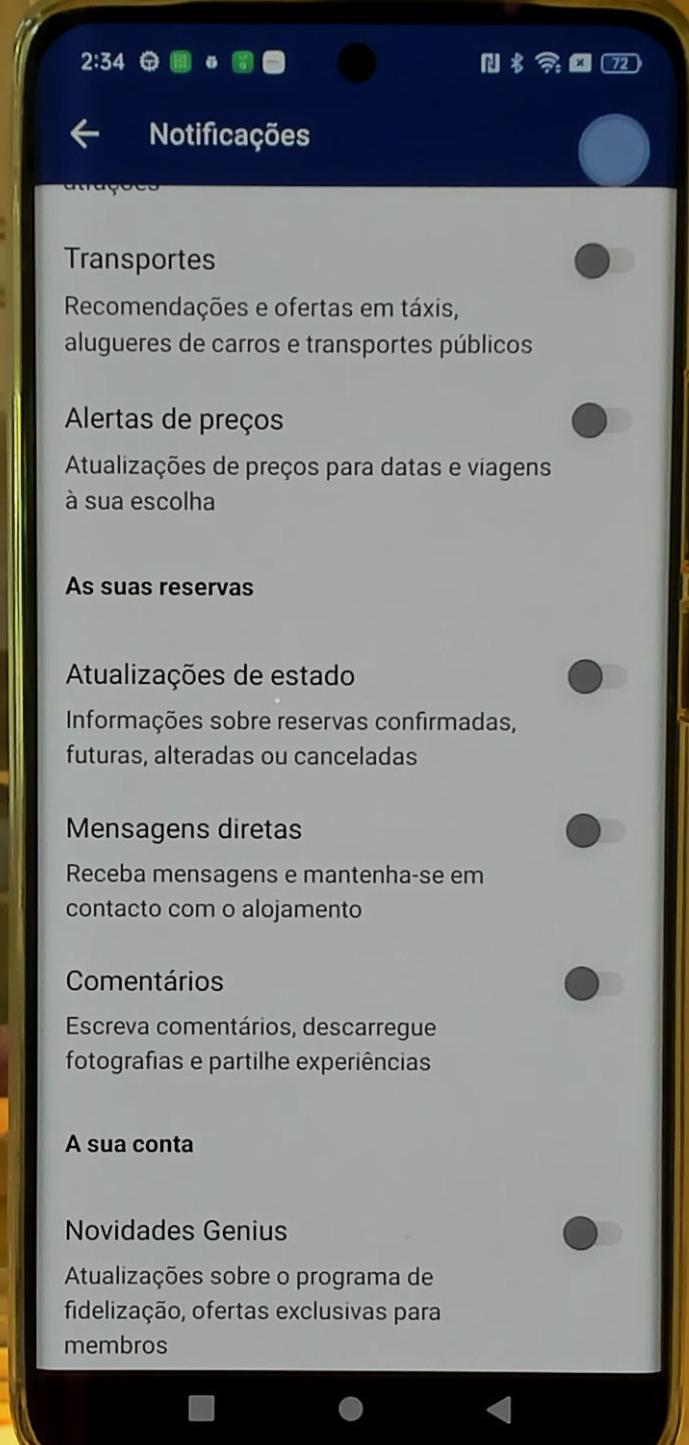 2:34
72
Notificações
Transportes
Recomendações e ofertas em táxis,
alugueres de carros e transportes públicos
Alertas de preços
Atualizações de preços para datas e viagens
à sua escolha
As suas reservas
Atualizações de estado
Informações sobre reservas confirmadas,
futuras, alteradas ou canceladas
Mensagens diretas
Receba mensagens e mantenha-se em
contacto com o alojamento
Comentários
Escreva comentários, descarregue
fotografias e partilhe experiências
A sua conta
Novidades Genius
Atualizações sobre o programa de
fidelização, ofertas exclusivas para
membros